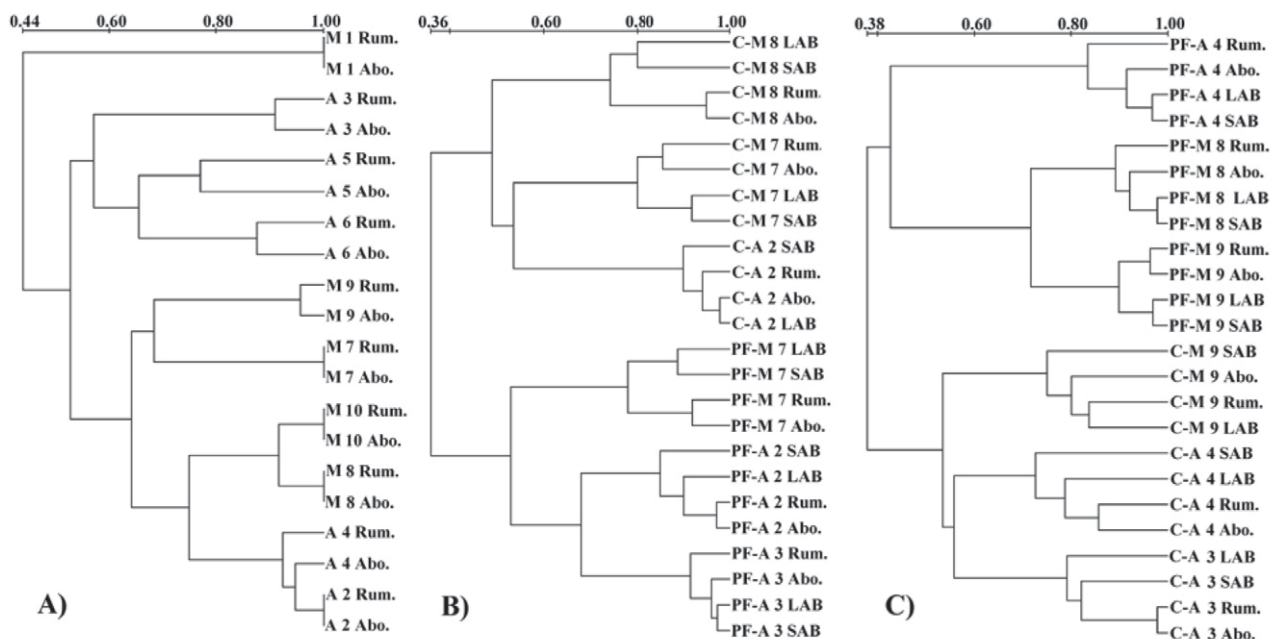 0.44 0.60 0.80 1.00
M 1 Rum.
M 1 Abo.
A 3 Rum.
A 3 Abo.
A 5 Rum.
A 5 Abo.
A 6 Rum.
A 6 Abo.
M 9 Rum.
M 9 Abo.
M 7 Rum.
M 7 Abo.
M 10 Rum.
M 10 Abo.
M 8 Rum.
M 8 Abo.
A 4 Rum.
A 4 Abo.
A 2 Rum.
A 2 Abo.
A)
0.36 0.60 0.80 1.00
C-M 8 LAB
C-M 8 SAB
C-M 8 Rum.
C-M 8 Abo.
C-M 7 Rum.
C-M 7 Abo.
C-M 7 LAB
C-M 7 SAB
C-A 2 SAB
C-A 2 Rum.
C-A 2 Abo.
C-A 2 LAB
PF-M 7 LAB
PF-M 7 SAB
PF-M 7 Rum.
PF-M 7 Abo.
PF-A 2 SAB
PF-A 2 LAB
PF-A 2 Rum.
PF-A 2 Abo.
PF-A 3 Rum.
PF-A 3 Abo.
PF-A 3 LAB
PF-A 3 SAB
B)
0.38 0.60 0.80 1.00
PF-A 4 Rum.
PF-A 4 Abo.
PF-A 4 LAB
PF-A 4 SAB
PF-M 8 Rum.
PF-M 8 Abo.
PF-M 8 LAB
PF-M 8 SAB
PF-M 9 Rum.
PF-M 9 Abo.
PF-M 9 LAB
PF-M 9 SAB
C-M 9 SAB
C-M 9 Abo.
C-M 9 Rum.
C-M 9 LAB
C-A 4 SAB
C-A 4 LAB
C-A 4 Rum.
C-A 4 Abo.
C-A 3 LAB
C-A 3 SAB
C-A 3 Rum.
C-A 3 Abo.
C)